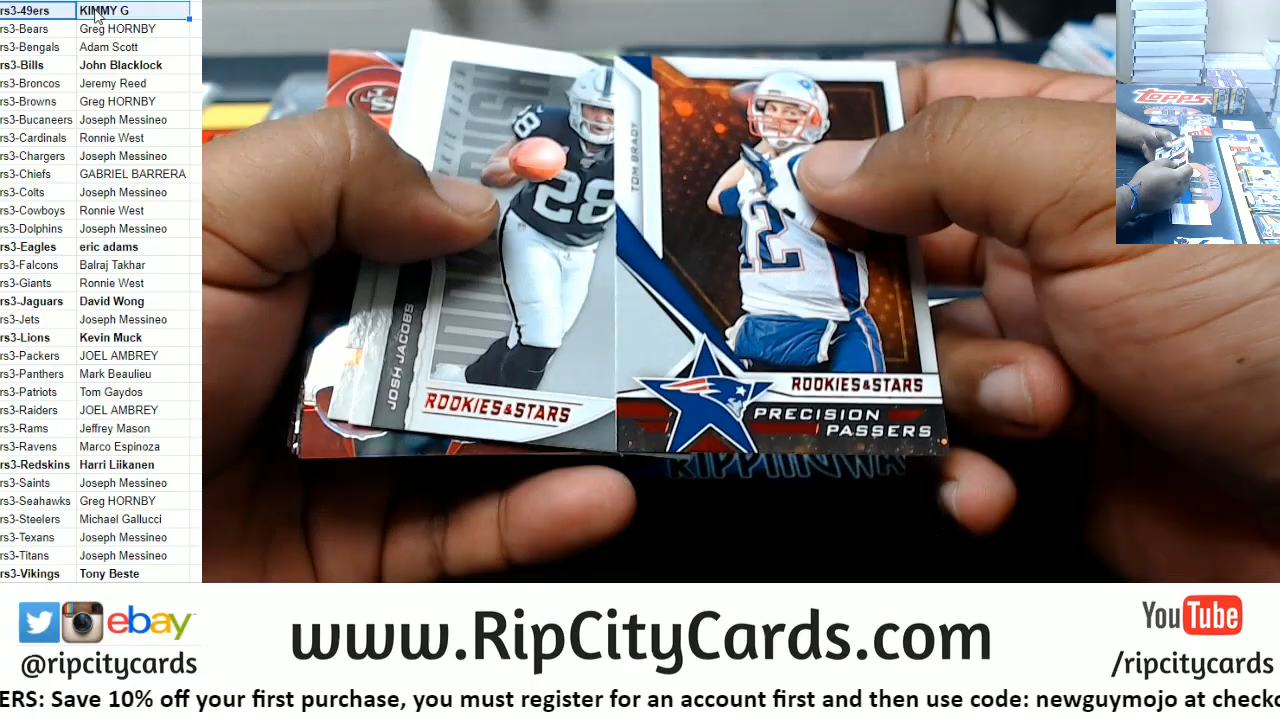 rs3-49ers KIMMY G
rs3-Bears Greg HORNBY
rs3-Bengals Adam Scott
rs3-Bills John Blacklock
rs3-Broncos Jeremy Reed
rs3-Browns Greg HORNBY
rs3-Bucaneers Joseph Messineo
rs3-Cardinals Ronnie West
rs3-Chargers Joseph Messineo
rs3-Chiefs GABRIEL BARRERA
rs3-Colts Joseph Messineo
rs3-Cowboys Ronnie West
rs3-Dolphins Joseph Messineo
rs3-Eagles eric adams
rs3-Falcons Balraj Takhar
rs3-Giants Ronnie West
rs3-Jaguars David Wong
rs3-Jets Joseph Messineo
rs3-Lions Kevin Muck
rs3-Packers JOEL AMBREY
rs3-Panthers Mark Beaulieu
rs3-Patriots Tom Gaydos
rs3-Raiders JOEL AMBREY
rs3-Rams Jeffrey Mason
rs3-Ravens Marco Espinoza
rs3-Redskins Harri Liikanen
rs3-Saints Joseph Messineo
rs3-Seahawks Greg HORNBY
rs3-Steelers Michael Gallucci
rs3-Texans Joseph Messineo
rs3-Titans Joseph Messineo
rs3-Vikings Tony Beste
28
28
JOSH JACOBS
ROOKIES&STARS
TOM BRADY
12
ROOKIES&STARS
PRECISION
PASSERS
Topps
ebay
@ripcitycards
www.RipCityCards.com
YouTube
/ripcitycards
ERS: Save 10% off your first purchase, you must register for an account first and then use code: newguymojo at checko